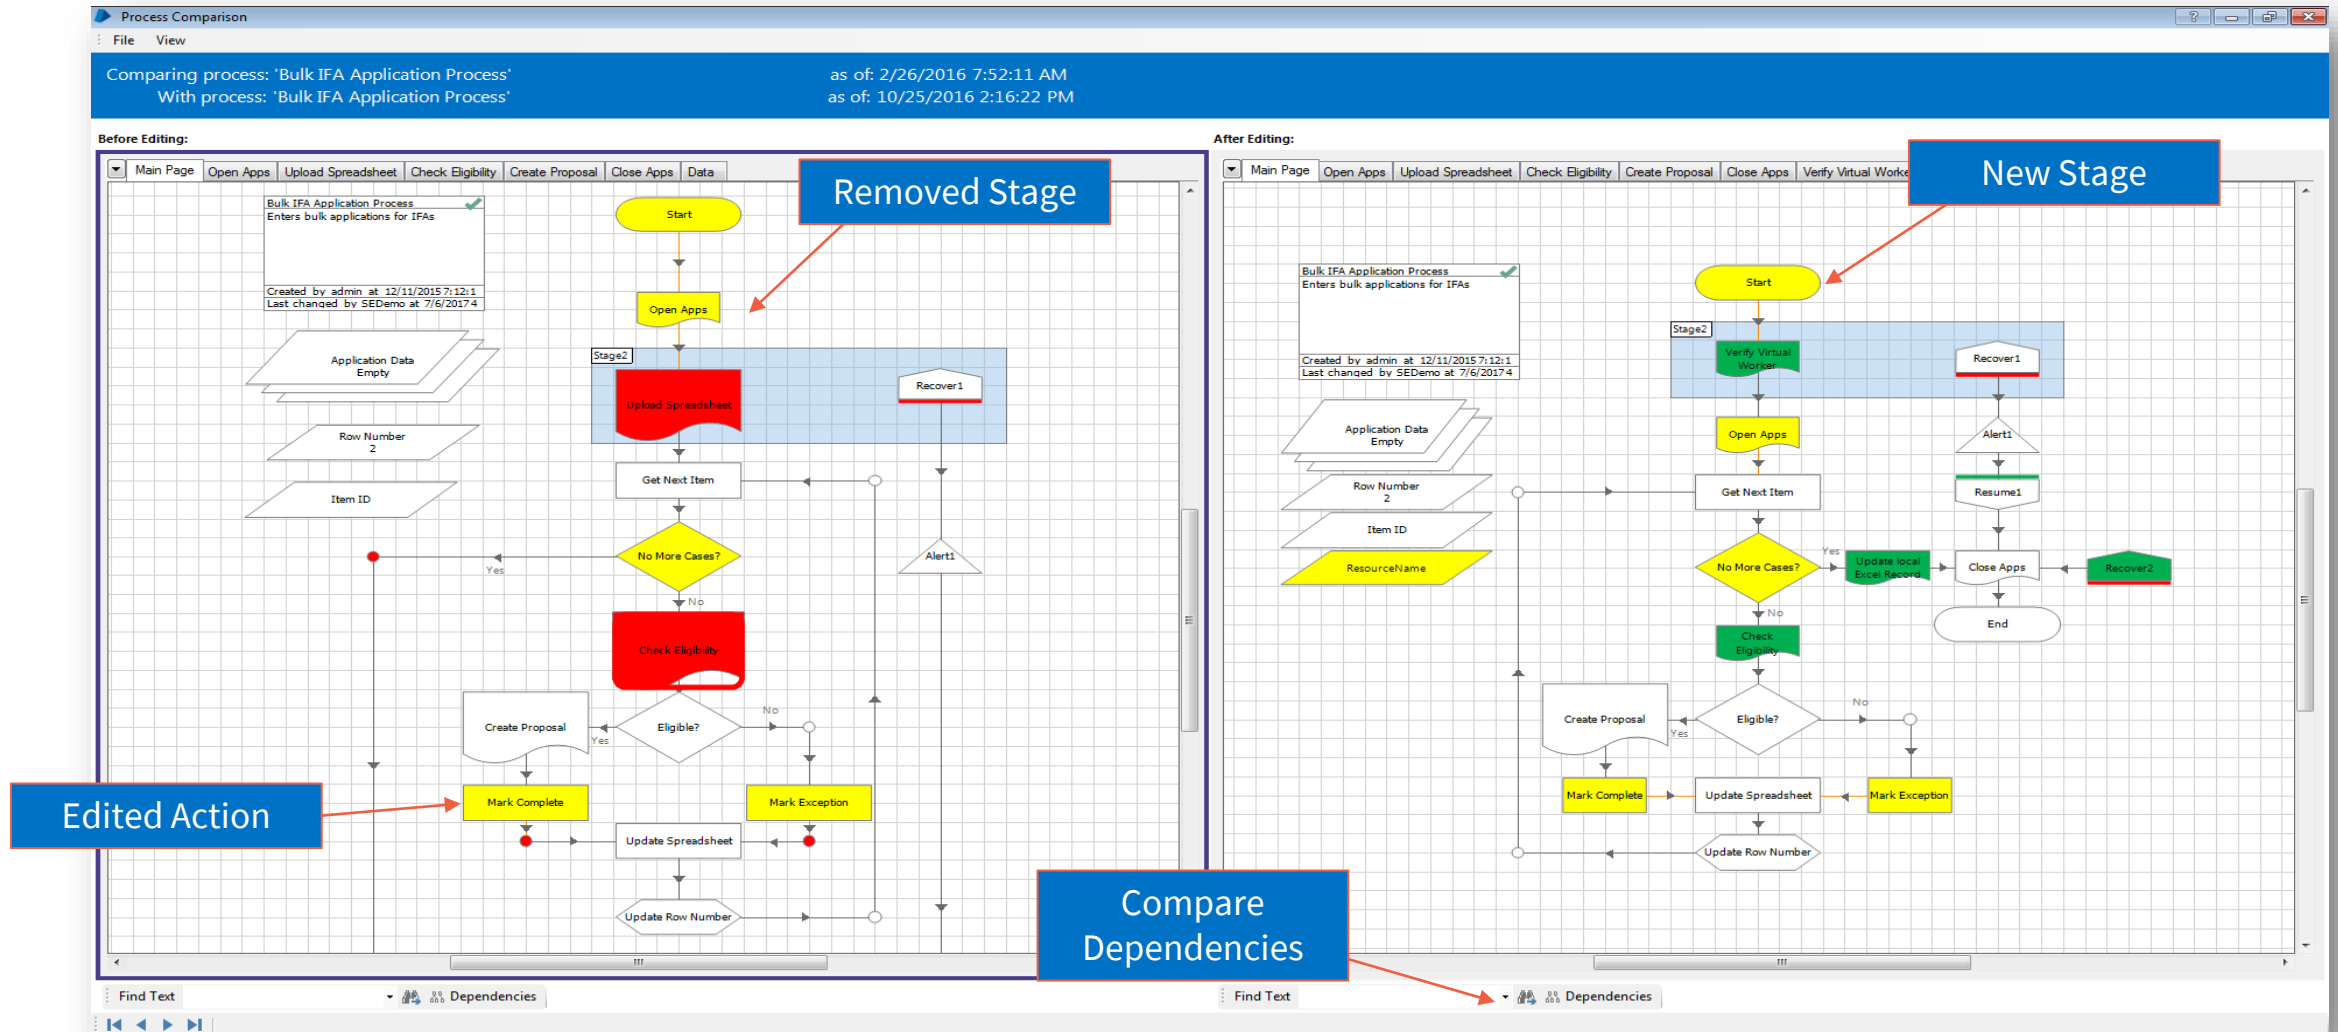 Process Comparison
File View
Comparing process: 'Bulk IFA Application Process' as of: 2/26/2016 7:52:11 AM
With process: 'Bulk IFA Application Process' as of: 10/25/2016 2:16:22 PM
Before Editing:
Main Page Open Apps Upload Spreadsheet Check Eligibility Create Proposal Close Apps Data
Removed Stage
Bulk IFA Application Process
Enters bulk applications for IFAs
Created by admin at 12/11/2015 7:12:1
Last changed by SEDemo at 7/6/2017 4
Start
Open Apps
Stage2
Application Data
Empty
Upload Spreadsheet
Recover1
Row Number
2
Get Next Item
Item ID
No More Cases?
Alert1
Yes
No
Check Eligibility
Create Proposal
Eligible?
No
Yes
Edited Action
Mark Complete
Mark Exception
Update Spreadsheet
Update Row Number
Find Text
Dependencies
After Editing:
Main Page Open Apps Upload Spreadsheet Check Eligibility Create Proposal Close Apps Verify Virtual Worke
New Stage
Bulk IFA Application Process
Enters bulk applications for IFAs
Created by admin at 12/11/2015 7:12:1
Last changed by SEDemo at 7/6/2017 4
Start
Stage2
Verify Virtual
Worker
Recover1
Application Data
Empty
Open Apps
Alert1
Row Number
2
Get Next Item
Resume1
Item ID
ResourceName
No More Cases?
Yes
Update local
Excel Record
Close Apps
Recover2
No
End
Check
Eligibility
Create Proposal
Eligible?
No
Yes
Mark Complete
Update Spreadsheet
Mark Exception
Update Row Number
Compare
Dependencies
Find Text
Dependencies